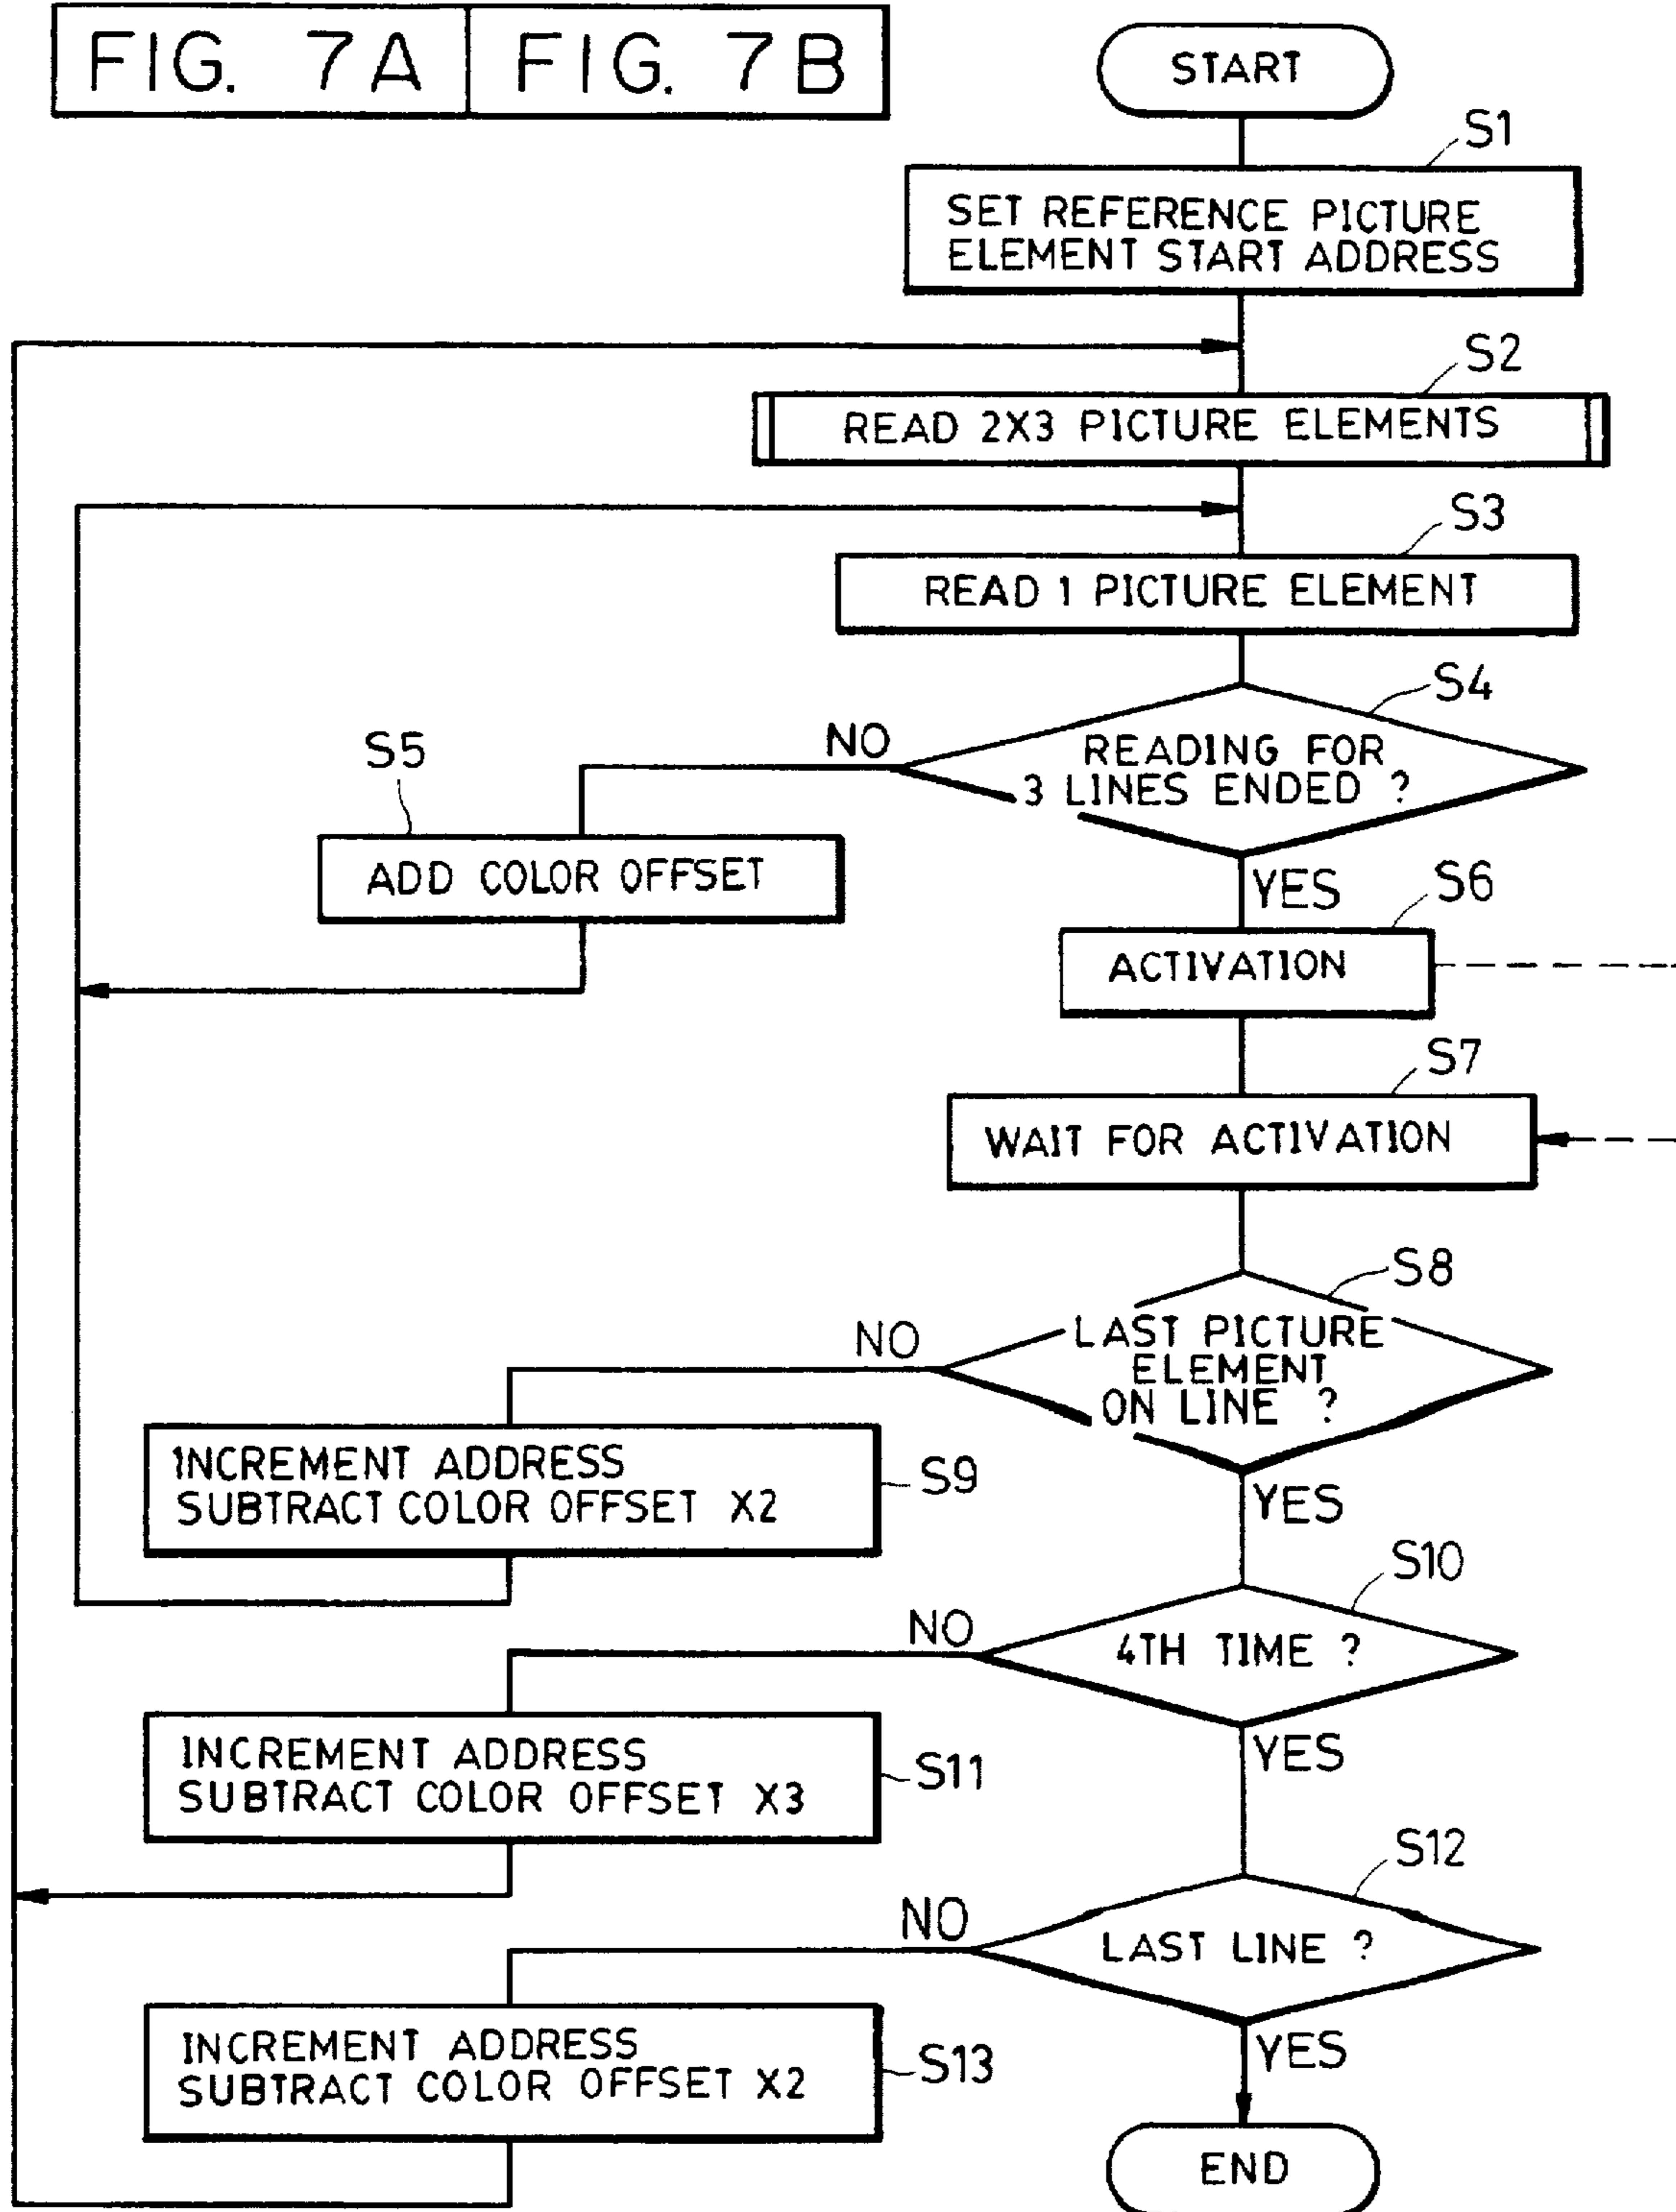 FIG. 7A FIG. 7B
START
S1
SET REFERENCE PICTURE
ELEMENT START ADDRESS
S2
READ 2X3 PICTURE ELEMENTS
S3
READ 1 PICTURE ELEMENT
S4
READING FOR
3 LINES ENDED ?
NO
S5
ADD COLOR OFFSET
YES
S6
ACTIVATION
S7
WAIT FOR ACTIVATION
S8
LAST PICTURE
ELEMENT
ON LINE ?
NO
INCREMENT ADDRESS
SUBTRACT COLOR OFFSET X2
S9
YES
S10
4TH TIME ?
NO
INCREMENT ADDRESS
SUBTRACT COLOR OFFSET X3
S11
YES
S12
LAST LINE ?
NO
INCREMENT ADDRESS
SUBTRACT COLOR OFFSET X2
S13
YES
END